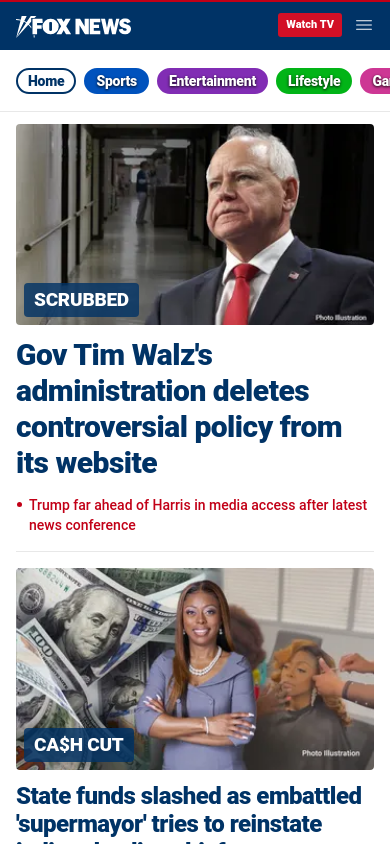 FOX NEWS
Watch TV
Home
Sports
Entertainment
Lifestyle
Ga
SCRUBBED
Photo Illustration
Gov Tim Walz's
administration deletes
controversial policy from
its website
Trump far ahead of Harris in media access after latest
news conference
100
CA$H CUT
Photo Illustration
State funds slashed as embattled
'supermayor' tries to reinstate